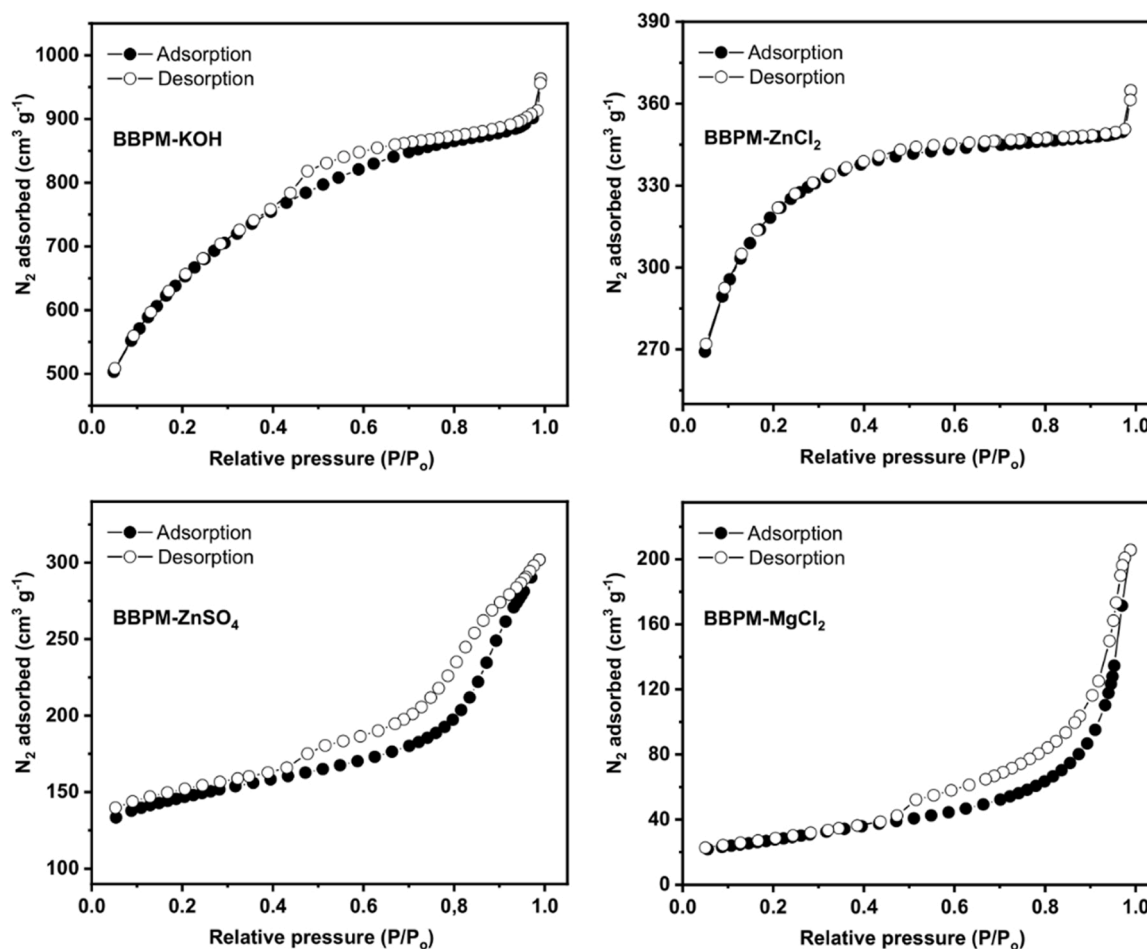 1000
900
800
700
600
500
N₂ adsorbed (cm³ g⁻¹)
Adsorption
Desorption
BBPM-KOH
0.0 0.2 0.4 0.6 0.8 1.0
Relative pressure (P/Pₒ)
390
360
330
300
270
N₂ adsorbed (cm³ g⁻¹)
Adsorption
Desorption
BBPM-ZnCl₂
0.0 0.2 0.4 0.6 0.8 1.0
Relative pressure (P/Pₒ)
300
250
200
150
100
N₂ adsorbed (cm³ g⁻¹)
Adsorption
Desorption
BBPM-ZnSO₄
0.0 0.2 0.4 0.6 0,8 1.0
Relative pressure (P/Pₒ)
200
160
120
80
40
0
N₂ adsorbed (cm³ g⁻¹)
Adsorption
Desorption
BBPM-MgCl₂
0.0 0.2 0.4 0.6 0.8 1.0
Relative pressure (P/Pₒ)